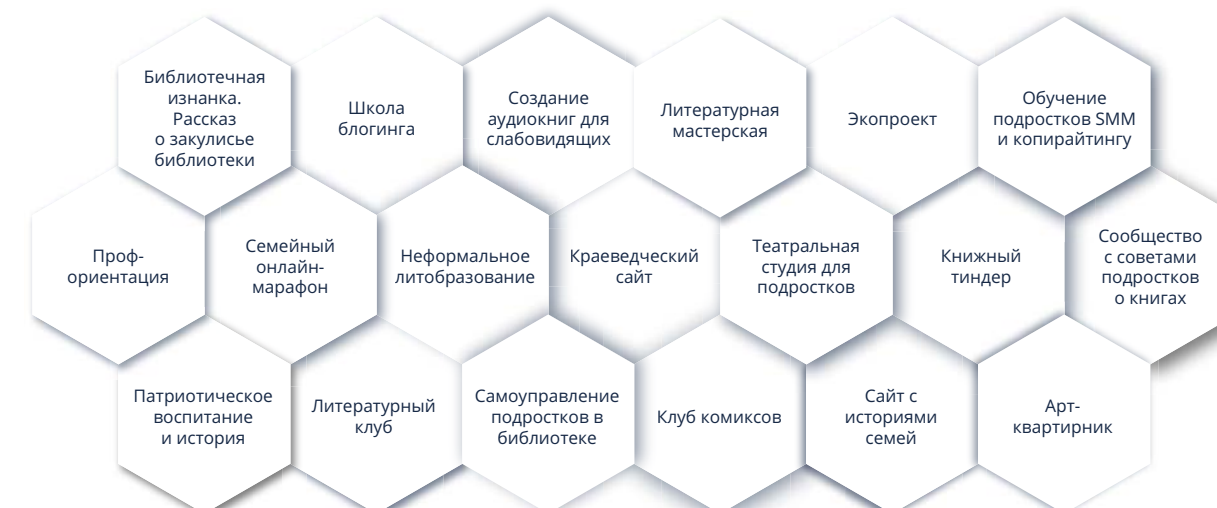 Библиотечная
изнанка.
Рассказ
о закулисье
библиотеки
Школа
блогинга
Создание
аудиокниг для
слабовидящих
Литературная
мастерская
Экопроект
Обучение
подростков SMM
и копирайтингу
Проф-
ориентация
Семейный
онлайн-
марафон
Неформальное
литобразование
Краеведческий
сайт
Театральная
студия для
подростков
Книжный
тиндер
Сообщество
с советами
подростков
о книгах
Патриотическое
воспитание
и история
Литературный
клуб
Самоуправление
подростков в
библиотеке
Клуб комиксов
Сайт с
историями
семей
Арт-
квартирник